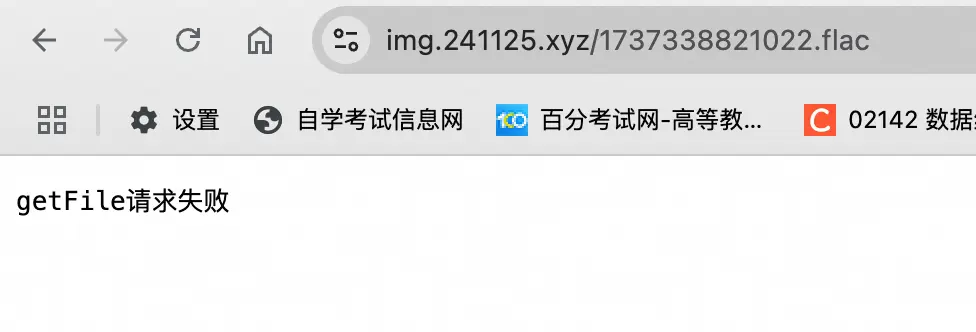 img.241125.xyz/1737338821022.flac
设置 自学考试信息网 100 百分考试网-高等教... C 02142 数据
getFile请求失败